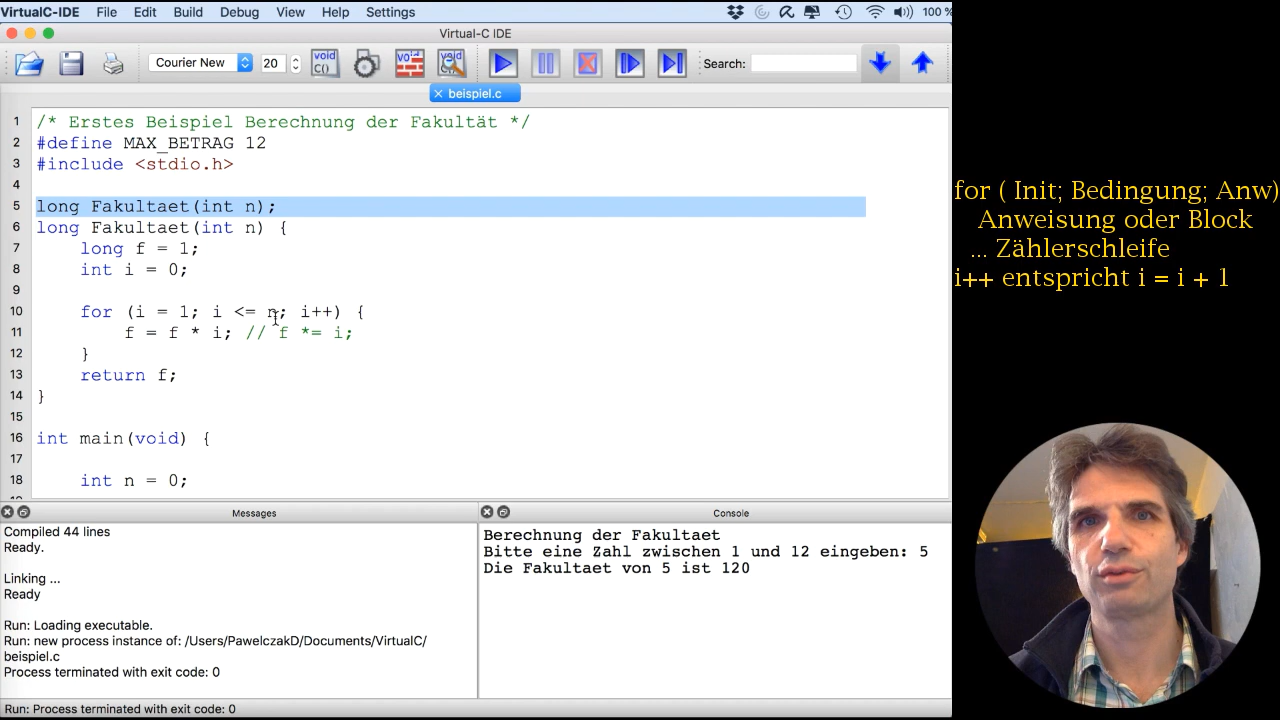 VirtualC-IDE File Edit Build Debug View Help Settings 100 %
Virtual-C IDE
Courier New 20 void C() void void Search:
beispiel.c
1 /* Erstes Beispiel Berechnung der Fakultät */
2 #define MAX_BETRAG 12
3 #include <stdio.h>
4
5 long Fakultaet(int n);
6 long Fakultaet(int n) {
7 long f = 1;
8 int i = 0;
9
10 for (i = 1; i <= n; i++) {
11 f = f * i; // f *= i;
12 }
13 return f;
14 }
15
16 int main(void) {
17
18 int n = 0;
Messages
Compiled 44 lines
Ready.
Linking ...
Ready
Run: Loading executable.
Run: new process instance of: /Users/PawelczakD/Documents/VirtualC/
beispiel.c
Process terminated with exit code: 0
Console
Berechnung der Fakultaet
Bitte eine Zahl zwischen 1 und 12 eingeben: 5
Die Fakultaet von 5 ist 120
Run: Process terminated with exit code: 0
for ( Init; Bedingung; Anw)
Anweisung oder Block
... Zählerschleife
i++ entspricht i = i + 1